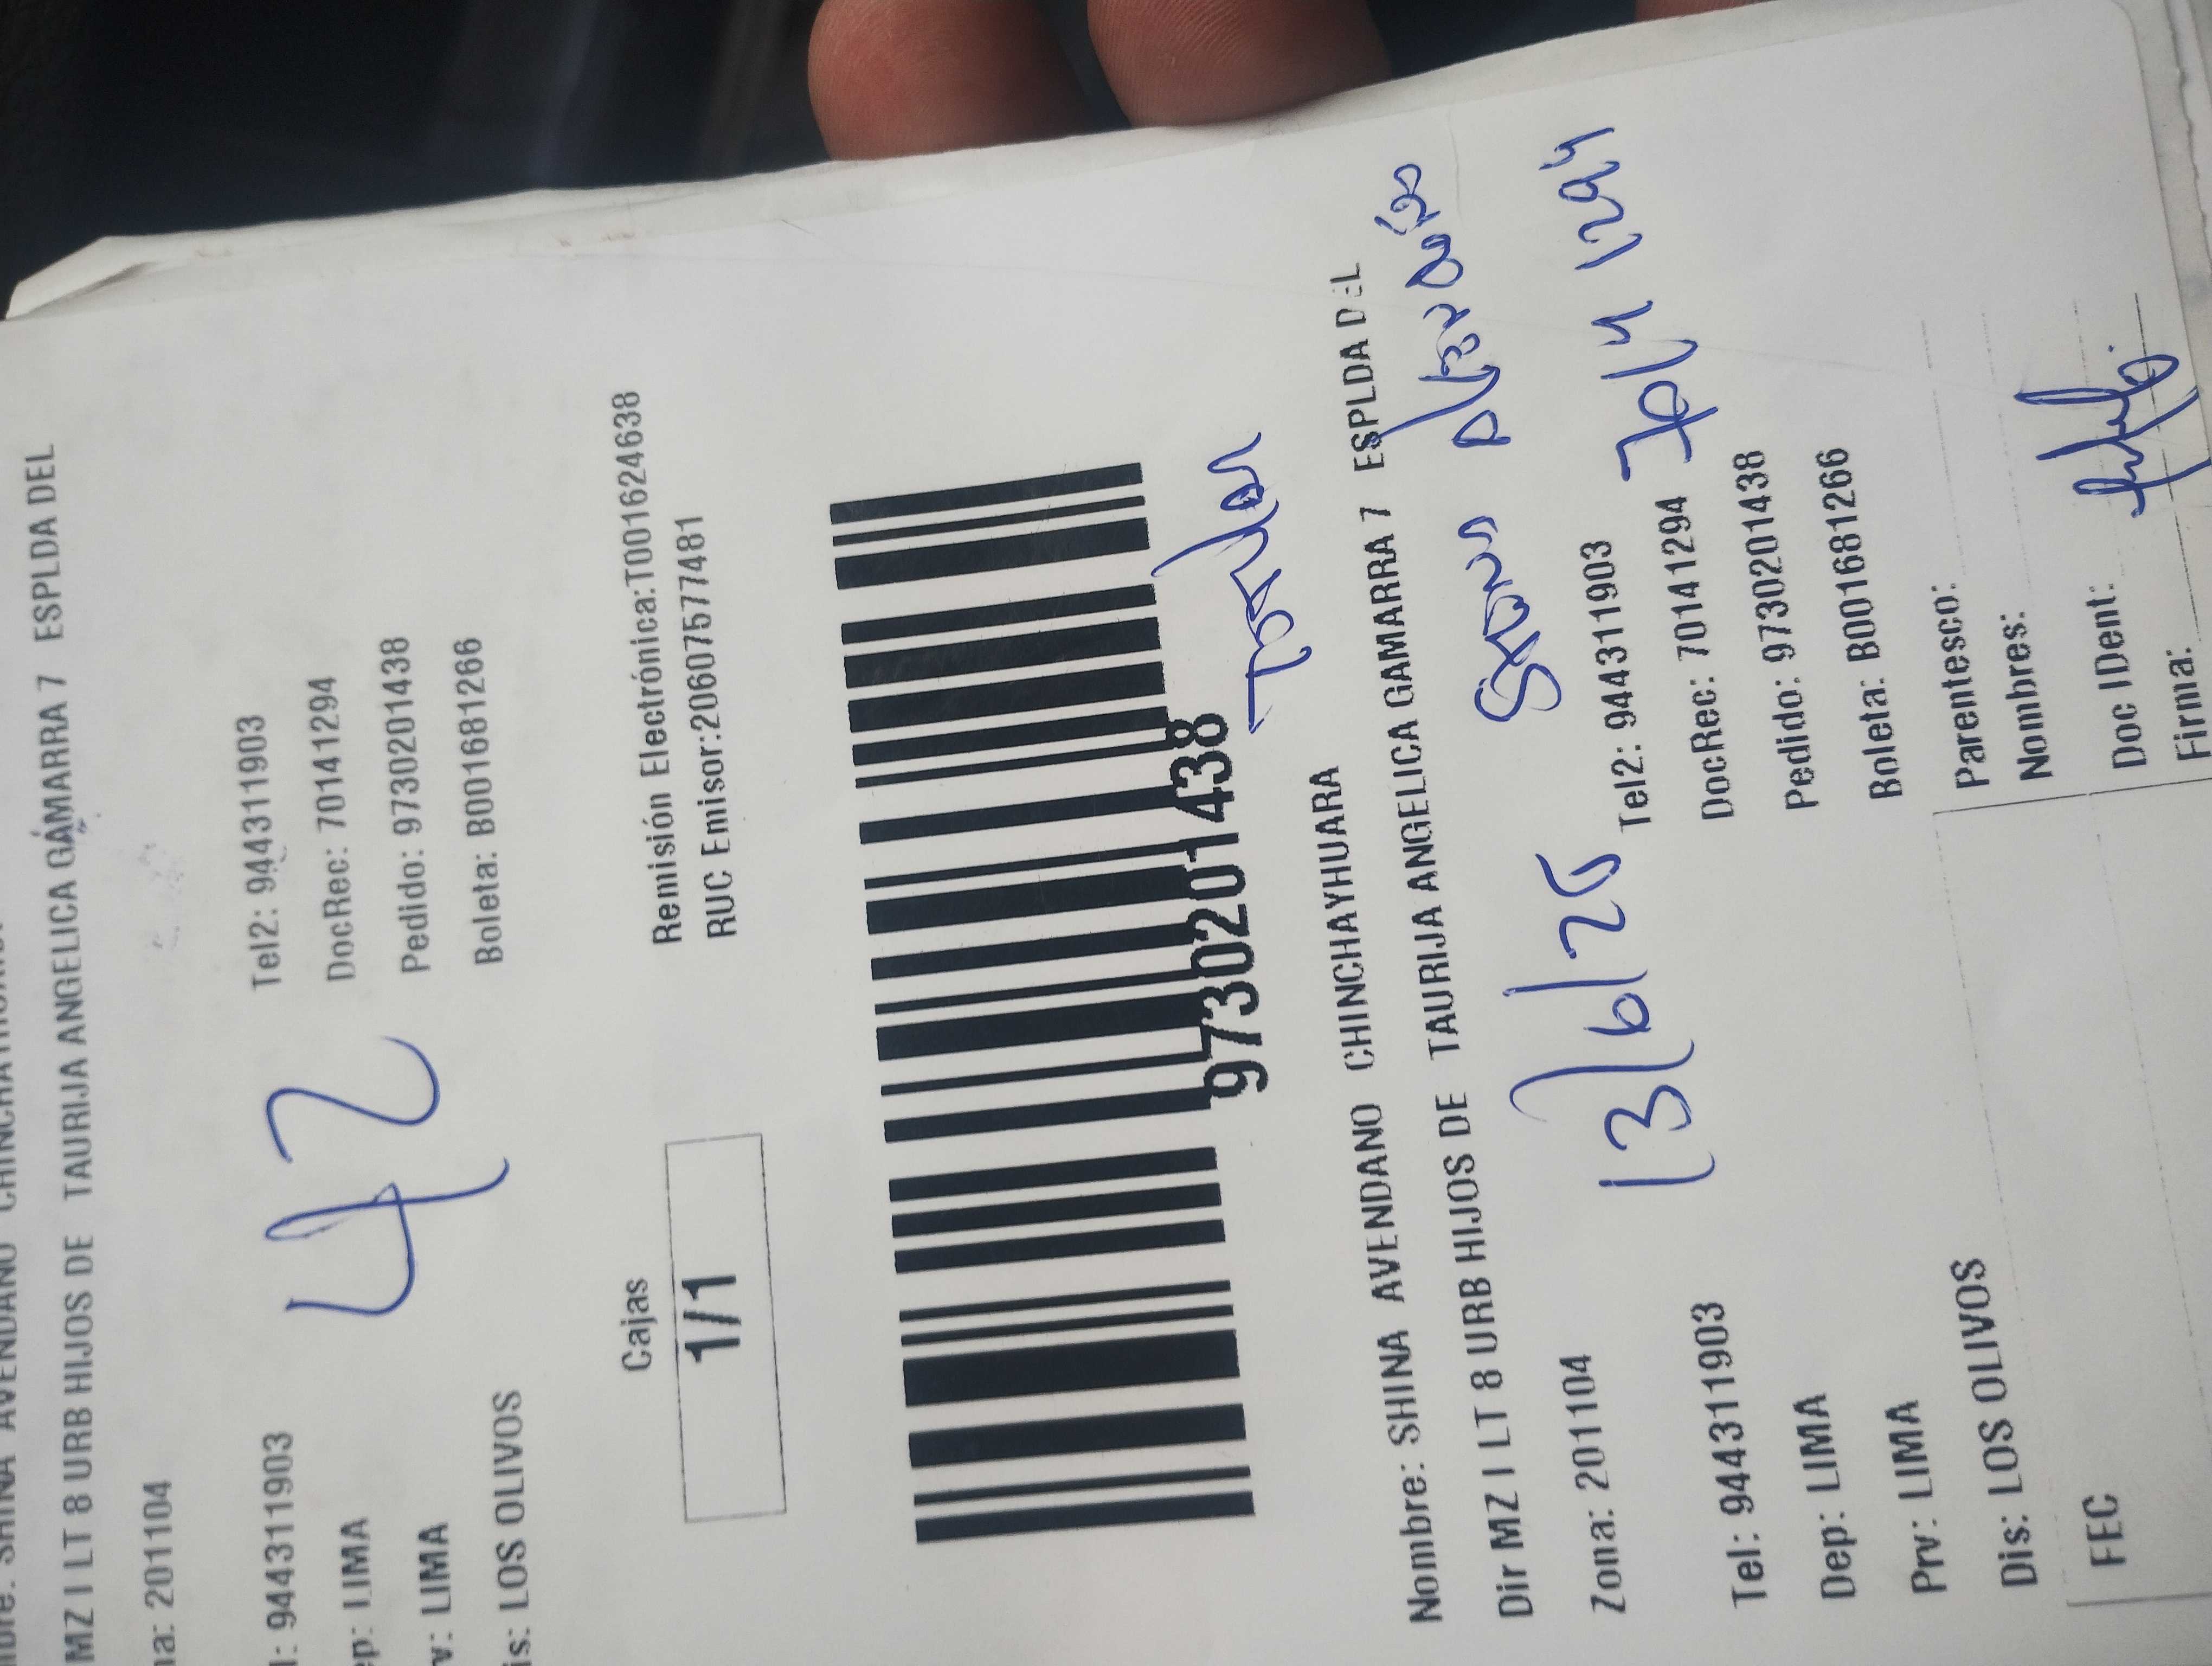 MZ I LT 8 URB HIJOS DE TAURIJA ANGELICA GAMARRA 7 ESPLDA DEL
na: 201104
l: 944311903 Tel2: 944311903
ep: LIMA DocRec: 70141294
v: LIMA Pedido: 9730201438
is: LOS OLIVOS Boleta: B001681266
42
Cajas
1/1
Remisión Electrónica:T001624638
RUC Emisor:20607577481
9730201438
Nombre: SHINA AVENDANO CHINCHAYHUARA
Dir MZ I LT 8 URB HIJOS DE TAURIJA ANGELICA GAMARRA 7 ESPLDA DEL
Zona: 201104
13/6/25
Tel: 944311903 Tel2: 944311903
Dep: LIMA DocRec: 70141294
Prv: LIMA Pedido: 9730201438
Dis: LOS OLIVOS Boleta: B001681266
FEC
Parentesco:
Nombres:
Doc IDent:
Firma: